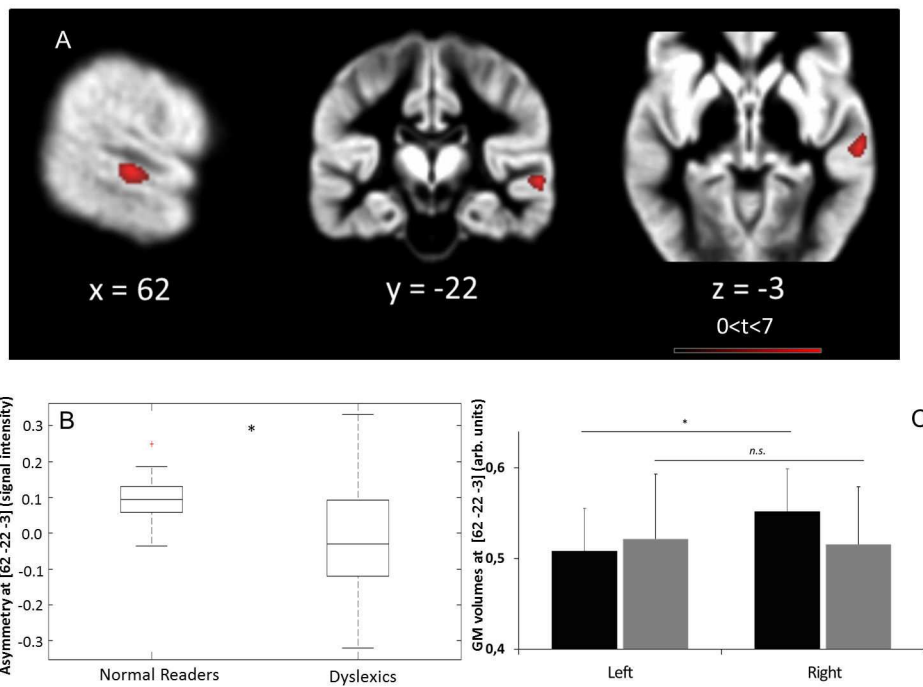 A
x = 62
y = -22
z = -3
0<t<7
B
Asymmetry at [62 -22 -3] (signal intensity)
0.3
0.2
0.1
0.0
-0.1
-0.2
-0.3
*
Normal Readers
Dyslexics
C
GM volumes at [62 -22 -3] (arb. units)
0,6
0,5
0,4
*
n.s.
Left
Right